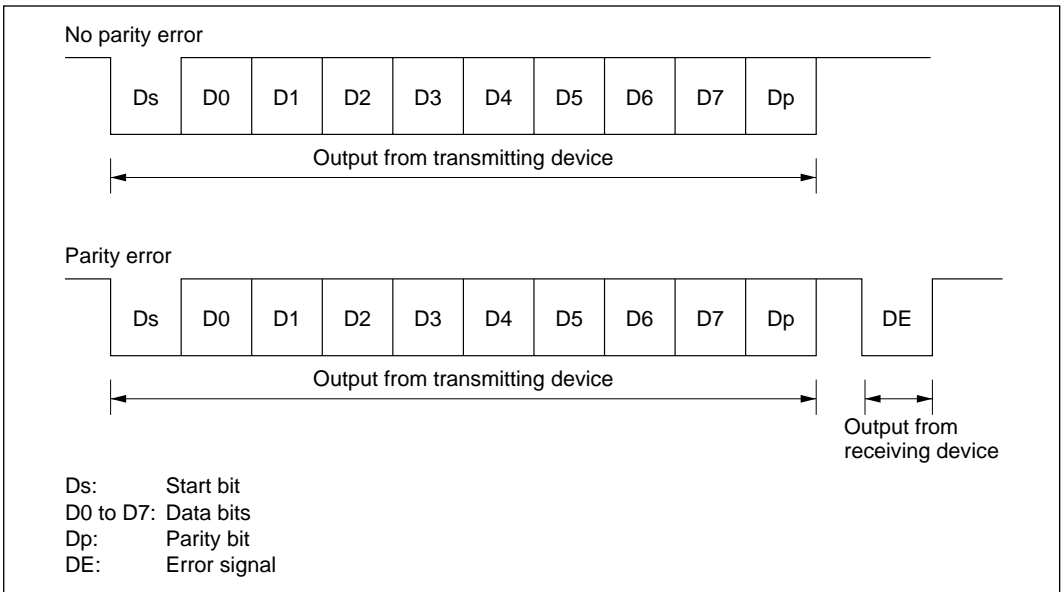 No parity error
Ds D0 D1 D2 D3 D4 D5 D6 D7 Dp
Output from transmitting device
Parity error
Ds D0 D1 D2 D3 D4 D5 D6 D7 Dp DE
Output from transmitting device
Output from
receiving device
Ds: Start bit
D0 to D7: Data bits
Dp: Parity bit
DE: Error signal